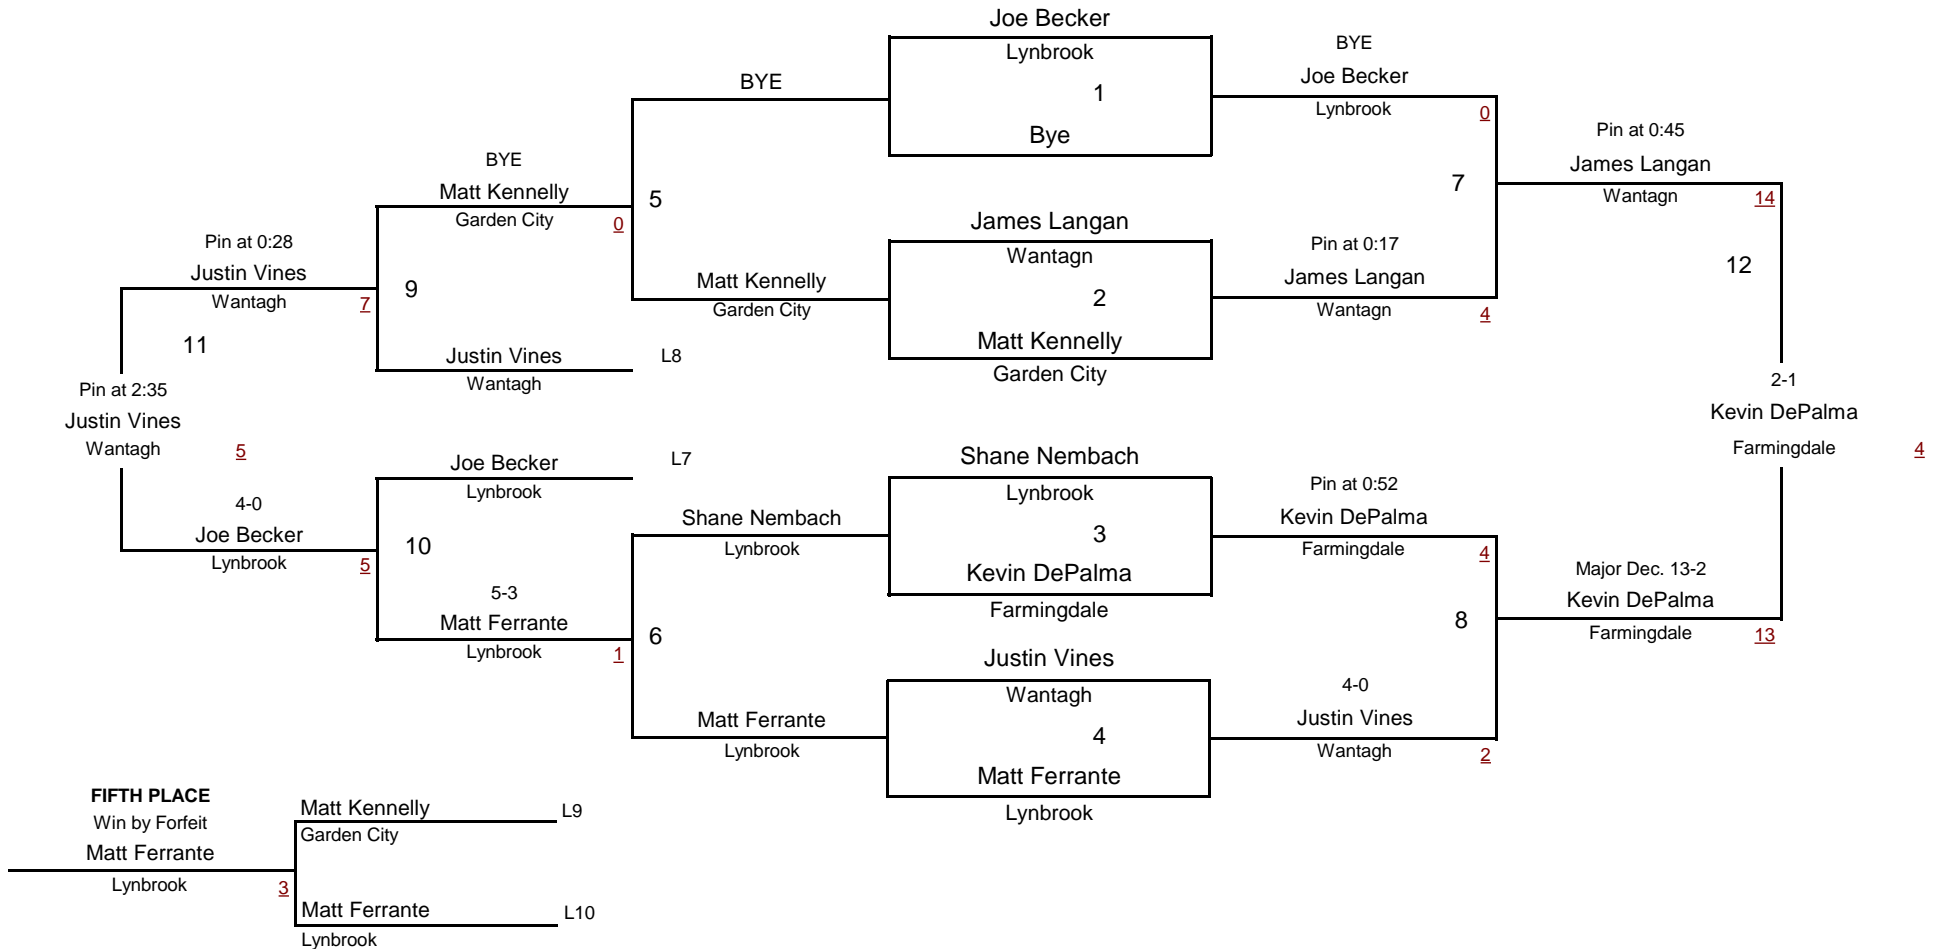 Joe Becker
Lynbrook
1
Bye
BYE
BYE
Joe Becker
Lynbrook
0
Pin at 0:45
James Langan
Wantagn
14
7
BYE
Matt Kennelly
Garden City
0
5
James Langan
Wantagn
2
Matt Kennelly
Garden City
Pin at 0:17
James Langan
Wantagn
4
12
Pin at 0:28
Justin Vines
Wantagh
7
9
Matt Kennelly
Garden City
11
Justin Vines
Wantagh
L8
Pin at 2:35
Justin Vines
Wantagh
5
2-1
Kevin DePalma
Farmingdale
4
Joe Becker
Lynbrook
L7
Shane Nembach
Lynbrook
3
Kevin DePalma
Farmingdale
Pin at 0:52
Kevin DePalma
Farmingdale
4
4-0
Joe Becker
Lynbrook
5
10
Shane Nembach
Lynbrook
5-3
Matt Ferrante
Lynbrook
1
6
8
Major Dec. 13-2
Kevin DePalma
Farmingdale
13
Justin Vines
Wantagh
4
Matt Ferrante
Lynbrook
4-0
Justin Vines
Wantagh
2
Matt Ferrante
Lynbrook
FIFTH PLACE
Win by Forfeit
Matt Ferrante
Lynbrook
3
Matt Kennelly
Garden City
L9
Matt Ferrante
Lynbrook
L10